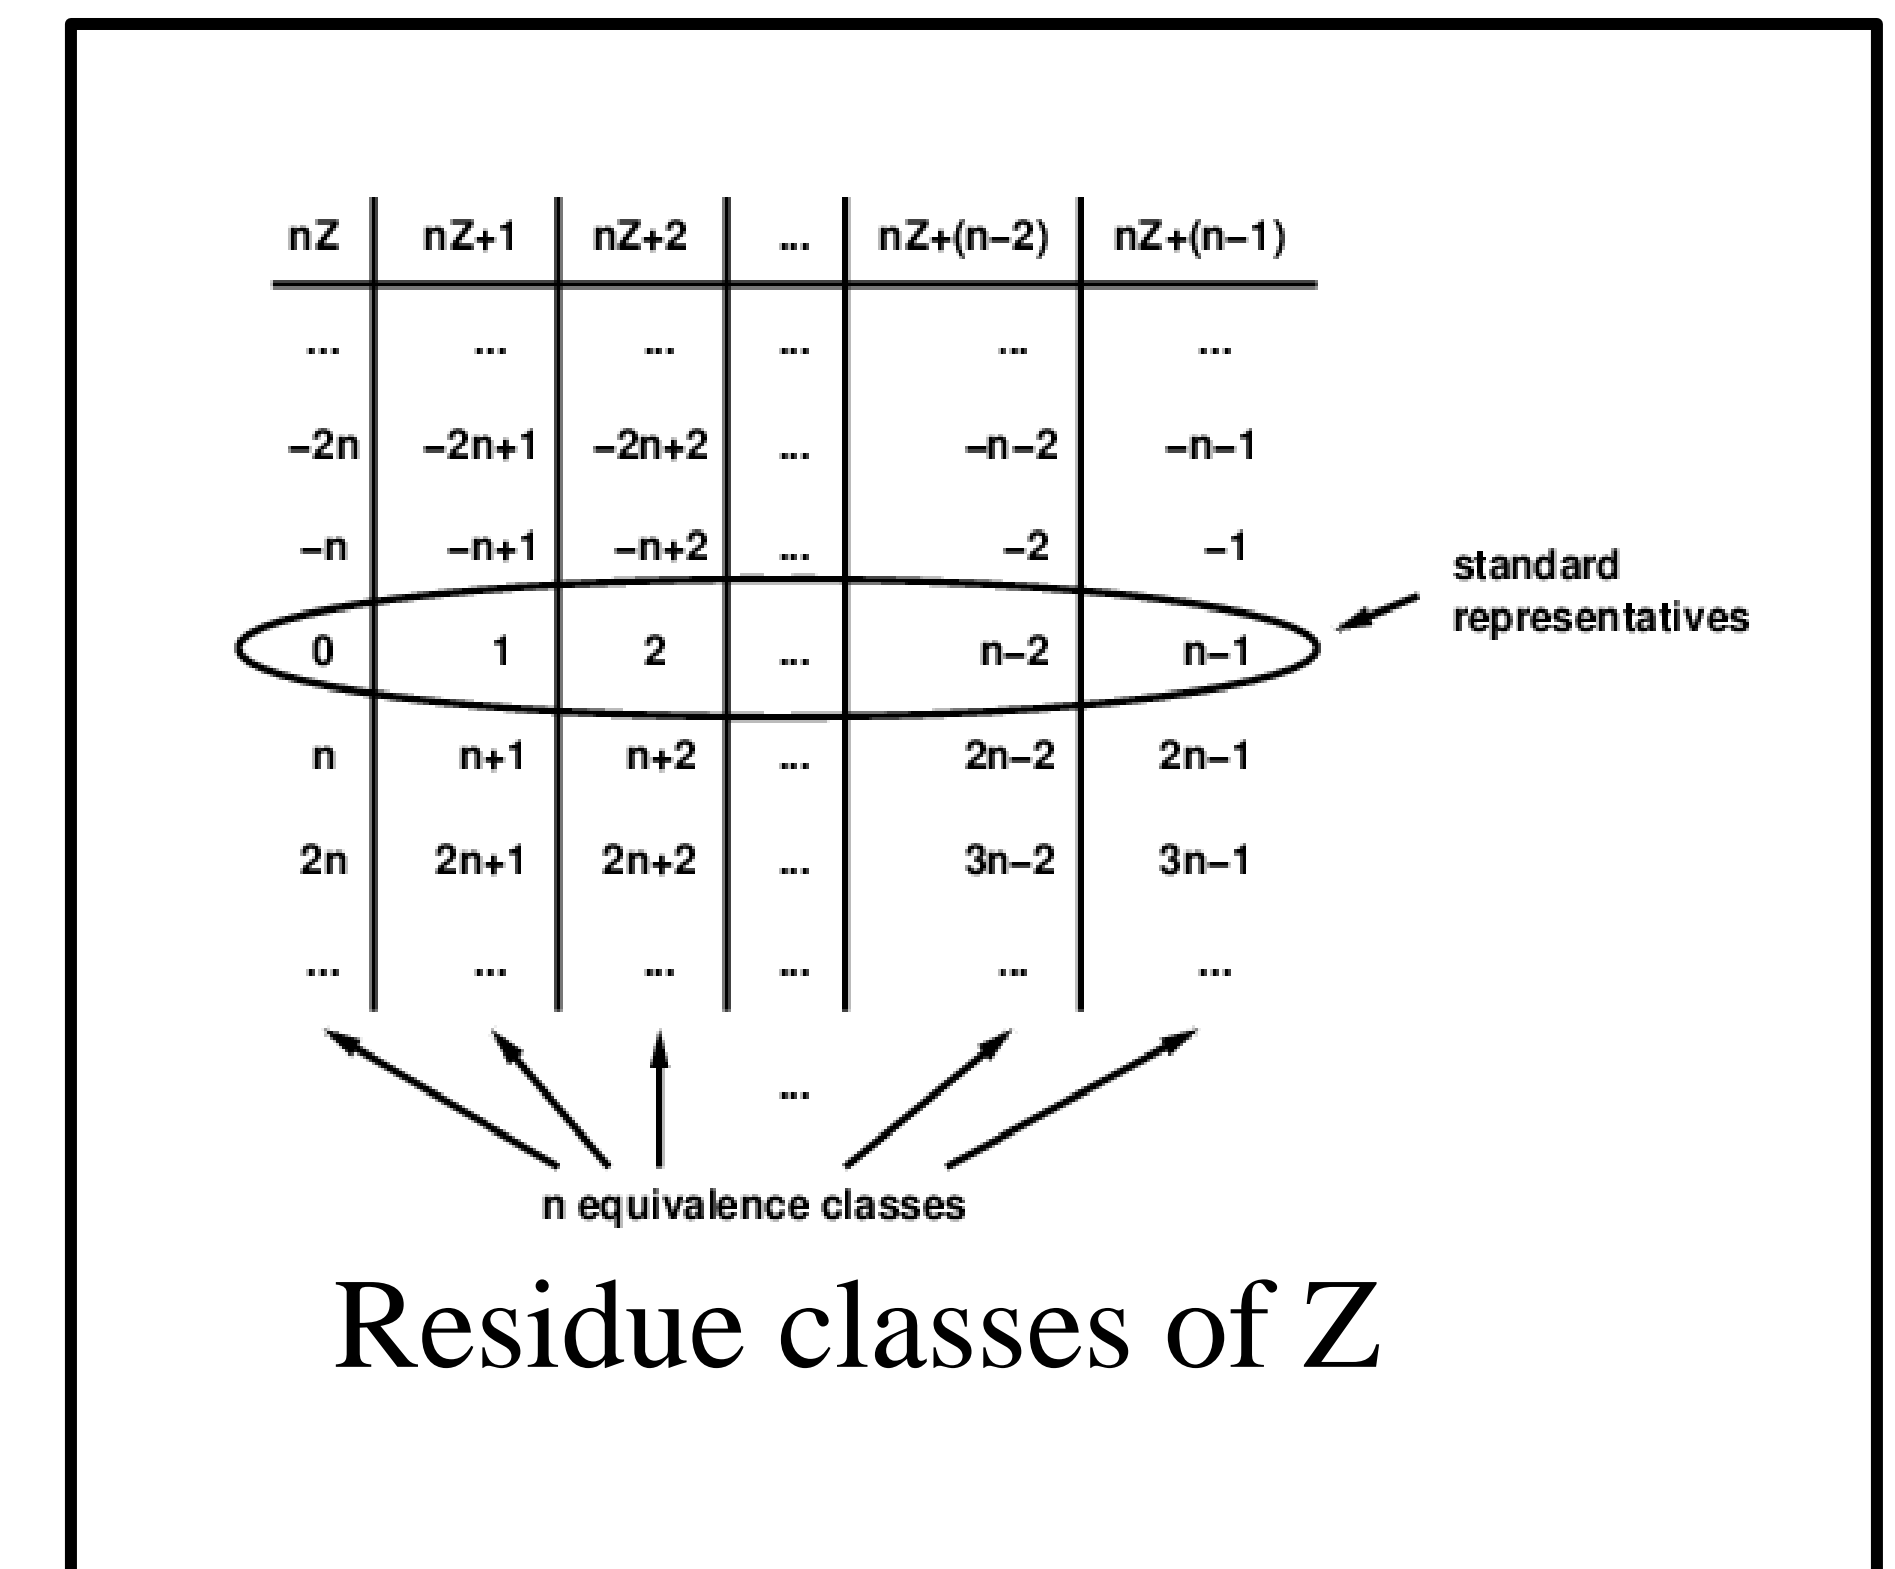 nZ nZ+1 nZ+2 ... nZ+(n−2) nZ+(n−1)
... ... ... ... ... ...
−2n −2n+1 −2n+2 ... −n−2 −n−1
−n −n+1 −n+2 ... −2 −1
standard
representatives
0 1 2 ... n−2 n−1
n n+1 n+2 ... 2n−2 2n−1
2n 2n+1 2n+2 ... 3n−2 3n−1
... ... ... ... ... ...
...
n equivalence classes
Residue classes of Z